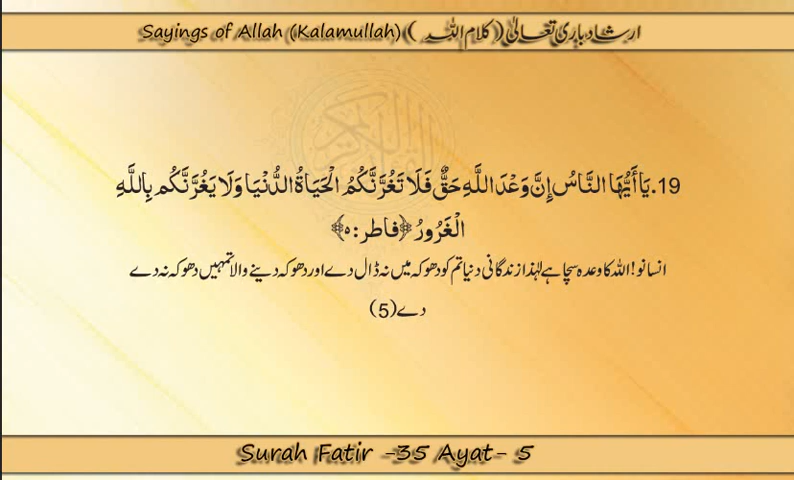 Sayings of Allah (Kalamullah) ارشاد باری تعالیٰ (کلام اللہ)
19. يَا أَيُّهَا النَّاسُ إِنَّ وَعْدَ اللَّهِ حَقٌّ فَلَا تَغُرَّنَّكُمُ الْحَيَاةُ الدُّنْيَا وَلَا يَغُرَّنَّكُم بِاللَّهِ
الْغَرُورُ ﴿فاطر: ٥﴾
انسانو! اللہ کا وعدہ سچا ہے لہٰذا زندگانی دنیا تم کو دھوکہ میں نہ ڈال دے اور دھوکہ دینے والا تمہیں دھوکہ نہ دے
دے (5)
Surah Fatir -35 Ayat- 5